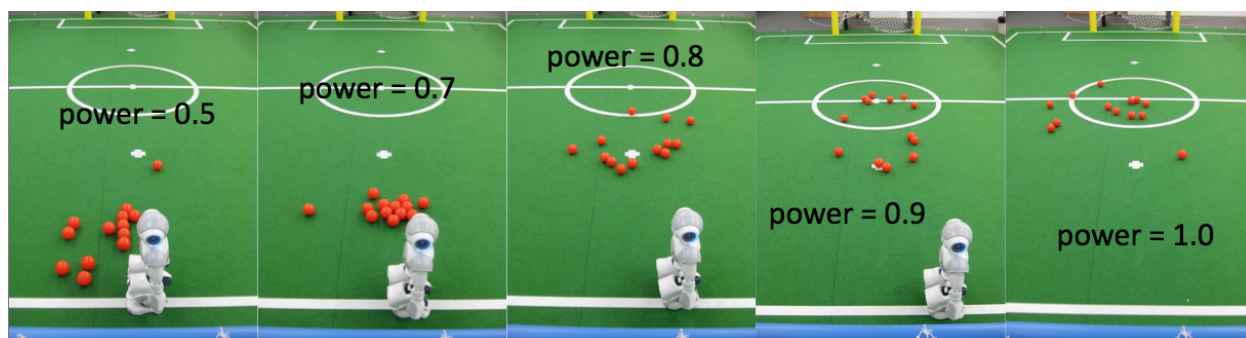 power = 0.5
power = 0.7
power = 0.8
power = 0.9
power = 1.0